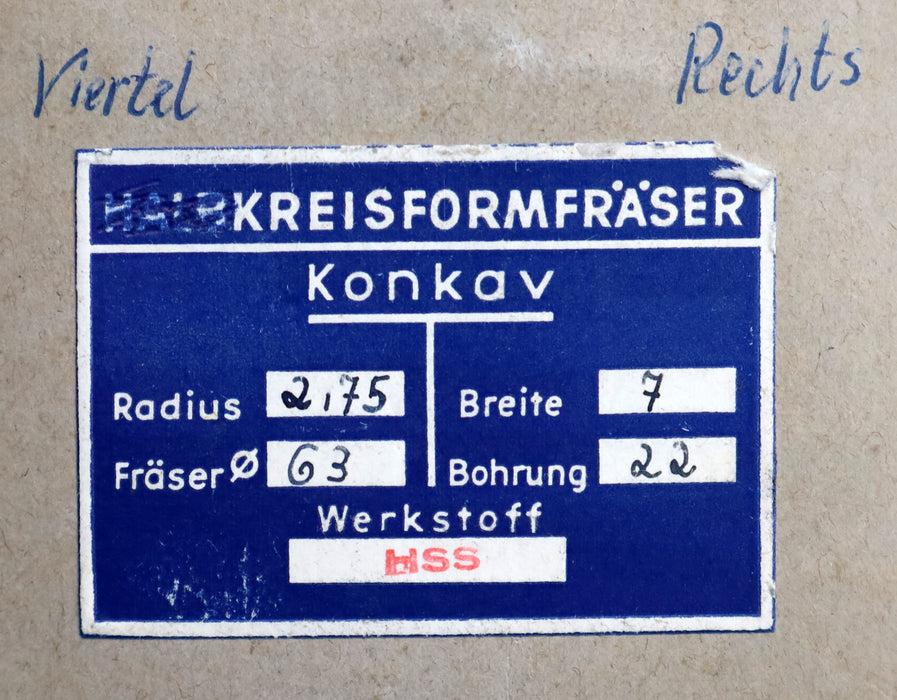 Viertel Rechts
HALBKREISFORMFRÄSER
Konkav
Radius 2,75 Breite 7
Fräser Ø 63 Bohrung 22
Werkstoff
HSS